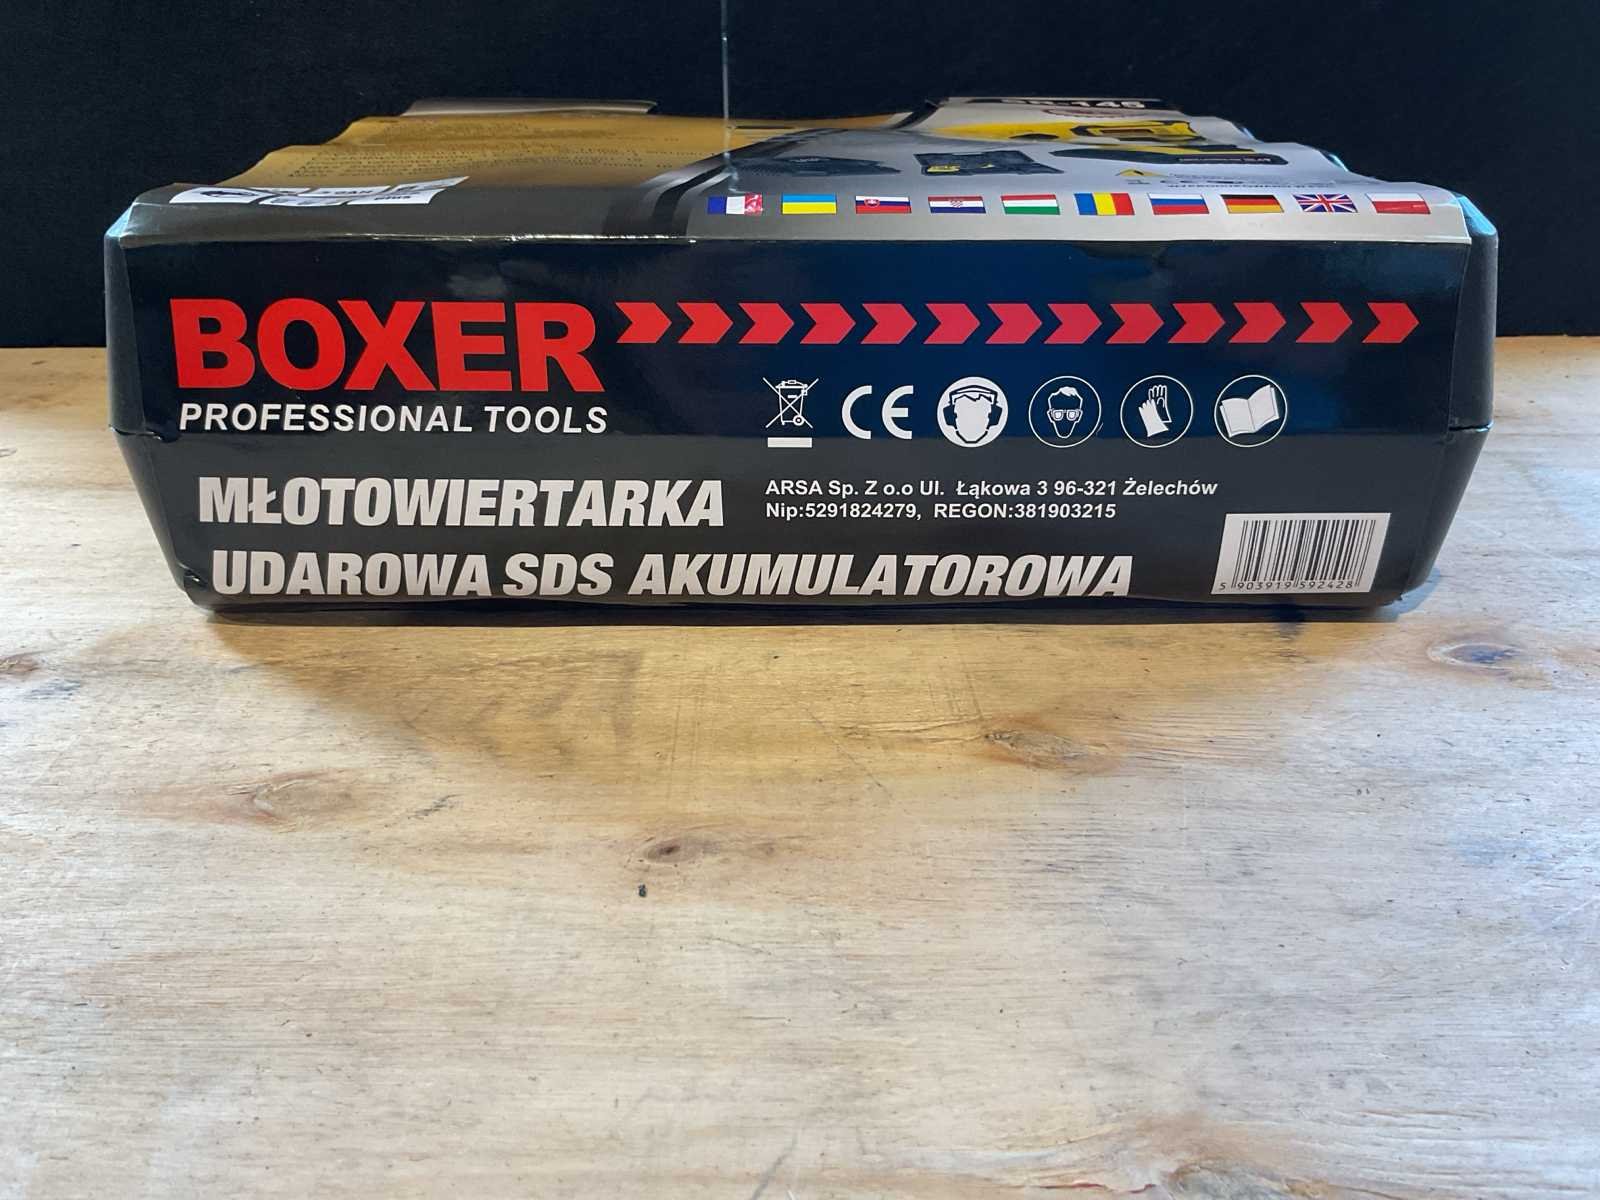 BOXER
PROFESSIONAL TOOLS
MŁOTOWIERTARKA
UDAROWA SDS AKUMULATOROWA
CE
ARSA Sp. Z o.o Ul. Łąkowa 3 96-321 Żelechów
Nip:5291824279, REGON:381903215
5 903919 592428